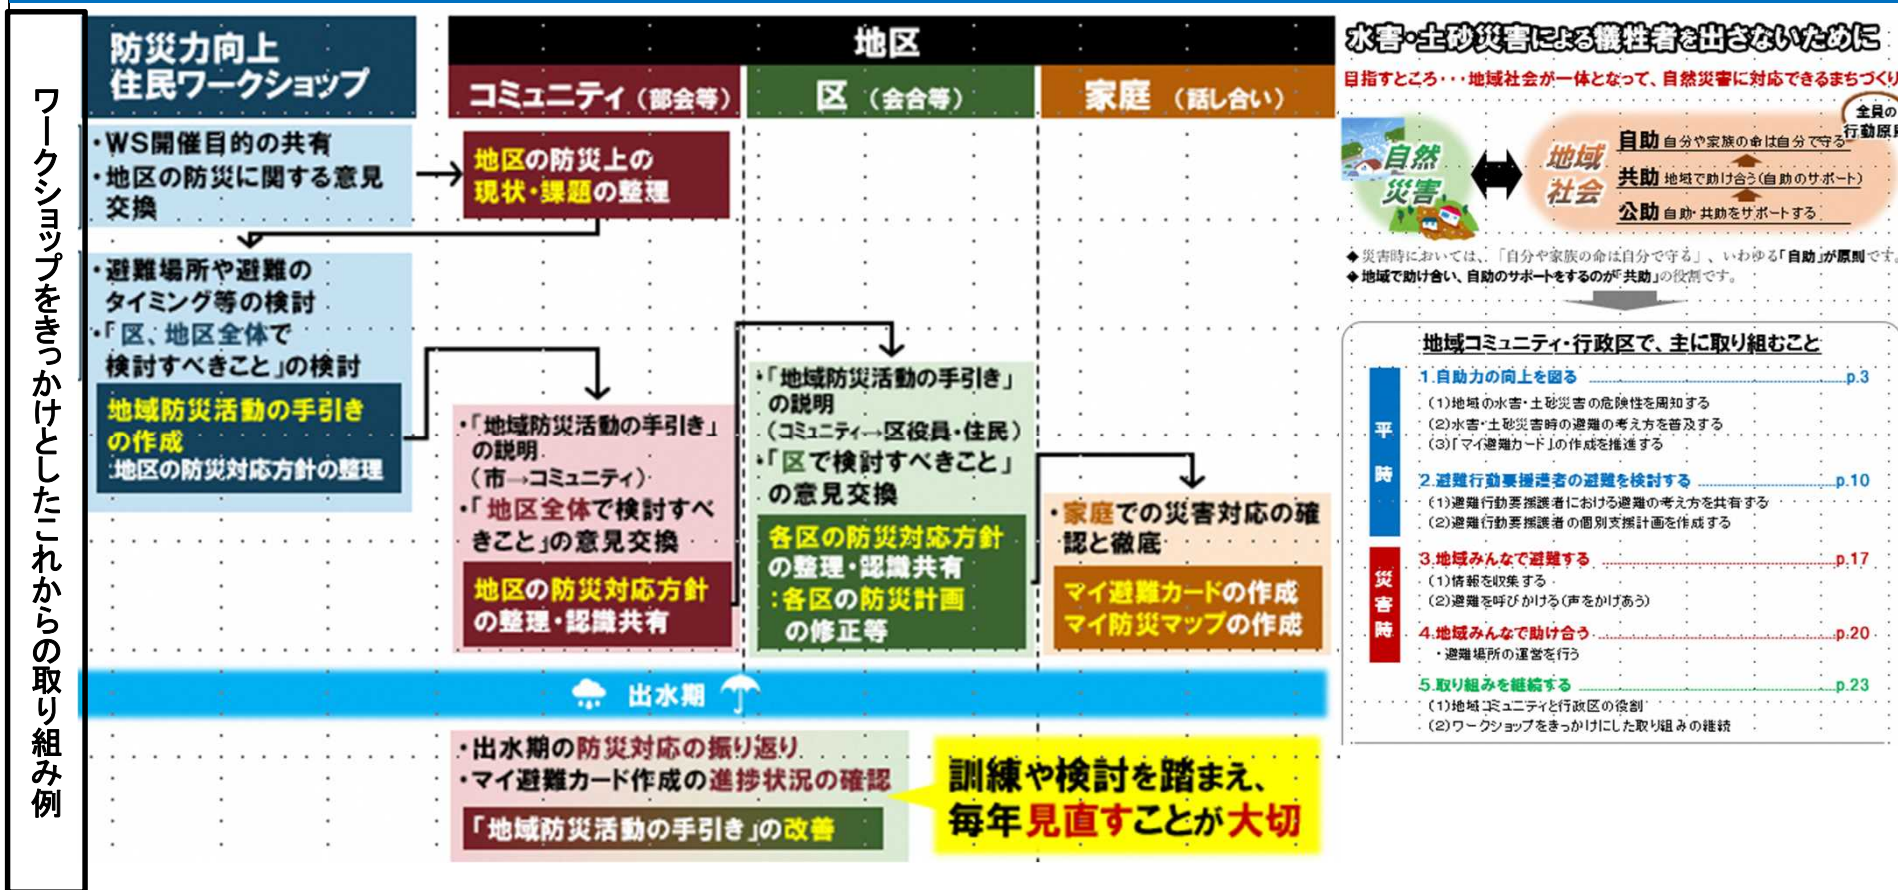 ワークショップをきっかけとしたこれからの取り組み例
防災力向上
住民ワークショップ
・WS開催目的の共有
・地区の防災に関する意見
交換
・避難場所や避難の
タイミング等の検討
・「区、地区全体で
検討すべきこと」の検討
地域防災活動の手引き
の作成
:地区の防災対応方針の整理
地区
コミュニティ（部会等）
区（会合等）
家庭（話し合い）
地区の防災上の
現状・課題の整理
・「地域防災活動の手引き」
の説明
（市→コミュニティ）
・「地区全体で検討すべ
きこと」の意見交換
地区の防災対応方針
の整理・認識共有
・「地域防災活動の手引き」
の説明
（コミュニティ→区役員・住民）
・「区で検討すべきこと」
の意見交換
各区の防災対応方針
の整理・認識共有
:各区の防災計画
の修正等
・家庭での災害対応の確
認と徹底
マイ避難カードの作成
マイ防災マップの作成
出水期
・出水期の防災対応の振り返り
・マイ避難カード作成の進捗状況の確認
「地域防災活動の手引き」の改善
訓練や検討を踏まえ、
毎年見直すことが大切
水害・土砂災害による犠牲者を出さないために
目指すところ・・・地域社会が一体となって、自然災害に対応できるまちづくり
全員の
行動原則
自然
災害
地域
社会
自助 自分や家族の命は自分で守る
共助 地域で助け合う（自助のサポート）
公助 自助・共助をサポートする
◆災害時においては、「自分や家族の命は自分で守る」、いわゆる「自助」が原則です。
◆地域で助け合い、自助のサポートをするのが「共助」の役割です。
地域コミュニティ・行政区で、主に取り組むこと
平時
1.自助力の向上を図る p.3
(1)地域の水害・土砂災害の危険性を周知する
(2)水害・土砂災害時の避難の考え方を普及する
(3)「マイ避難カード」の作成を推進する
2.避難行動要援護者の避難を検討する p.10
(1)避難行動要援護者における避難の考え方を共有する
(2)避難行動要援護者の個別支援計画を作成する
災害時
3.地域みんなで避難する p.17
(1)情報を収集する
(2)避難を呼びかける（声をかけあう）
4.地域みんなで助け合う p.20
・避難場所の運営を行う
5.取り組みを継続する p.23
(1)地域コミュニティと行政区の役割
(2)ワークショップをきっかけにした取り組みの継続